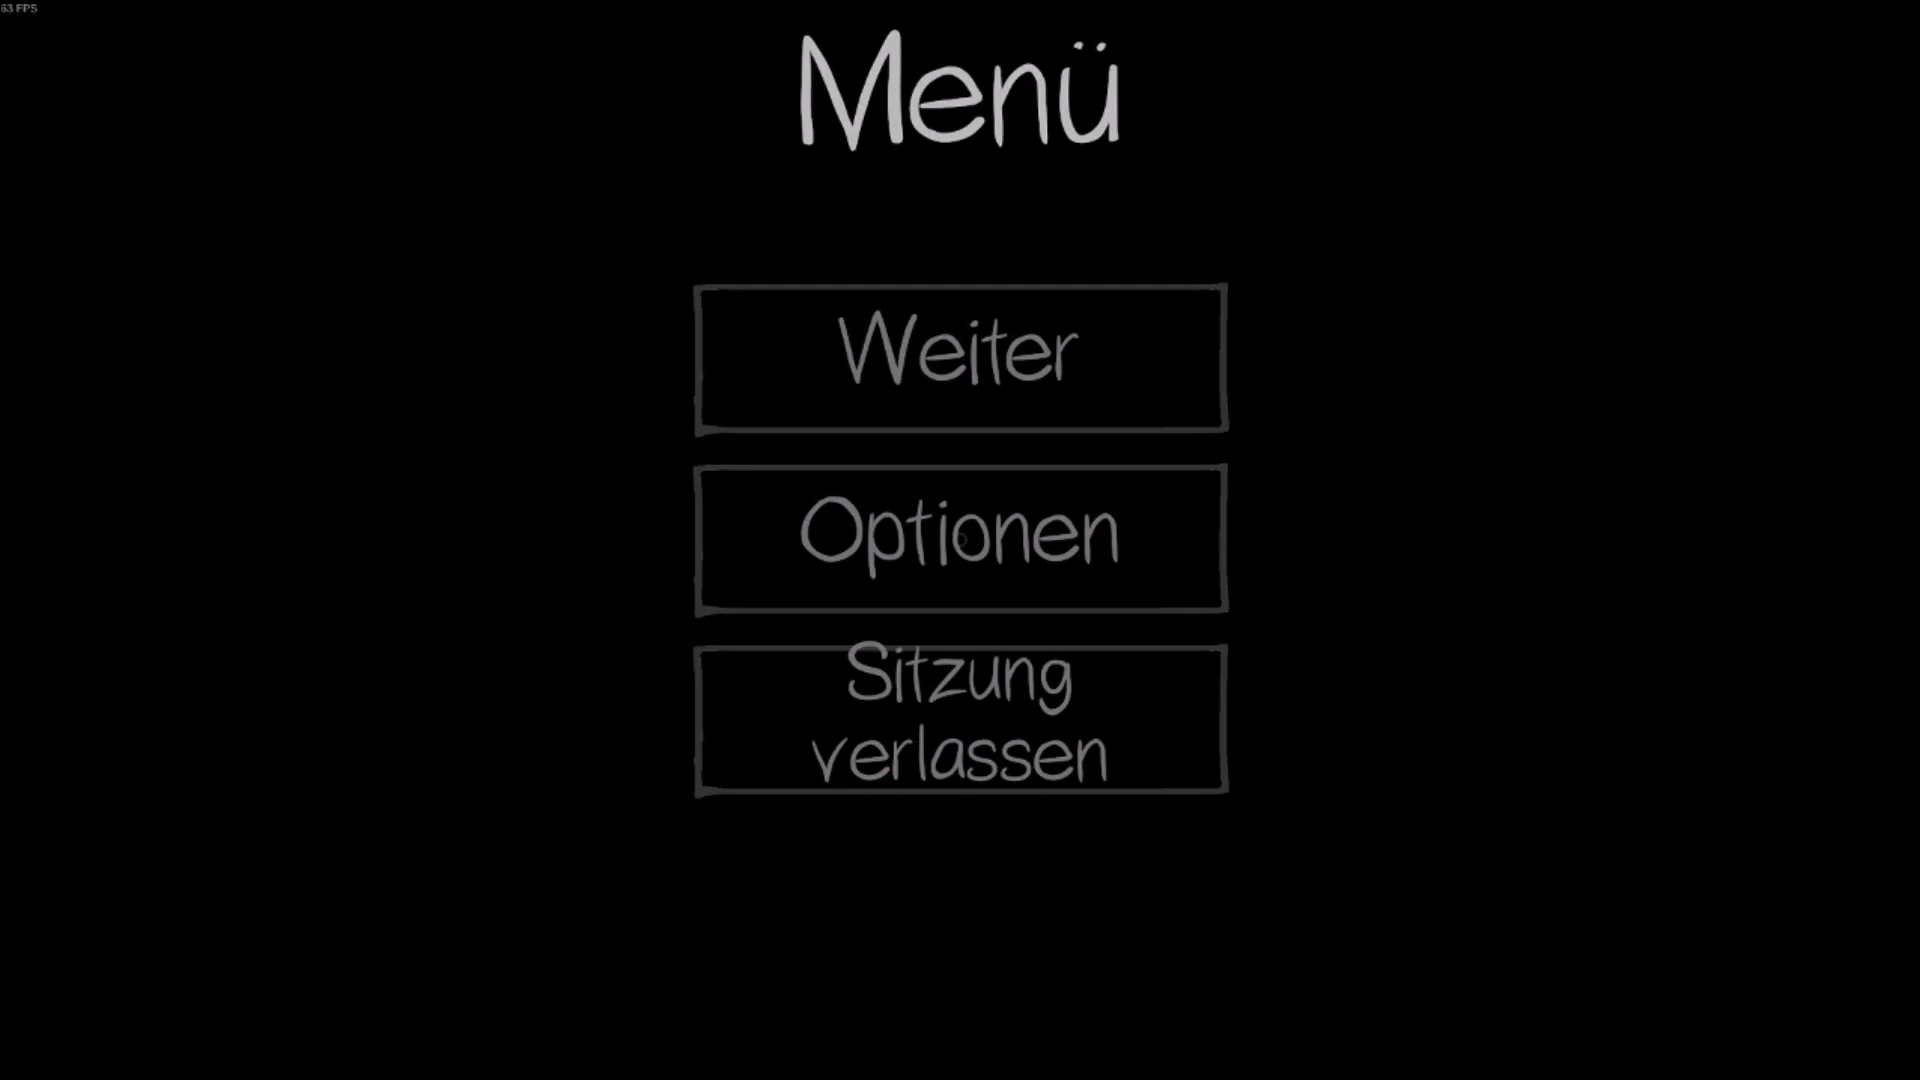 63 FPS
Menü
Weiter
Optionen
Sitzung
verlassen